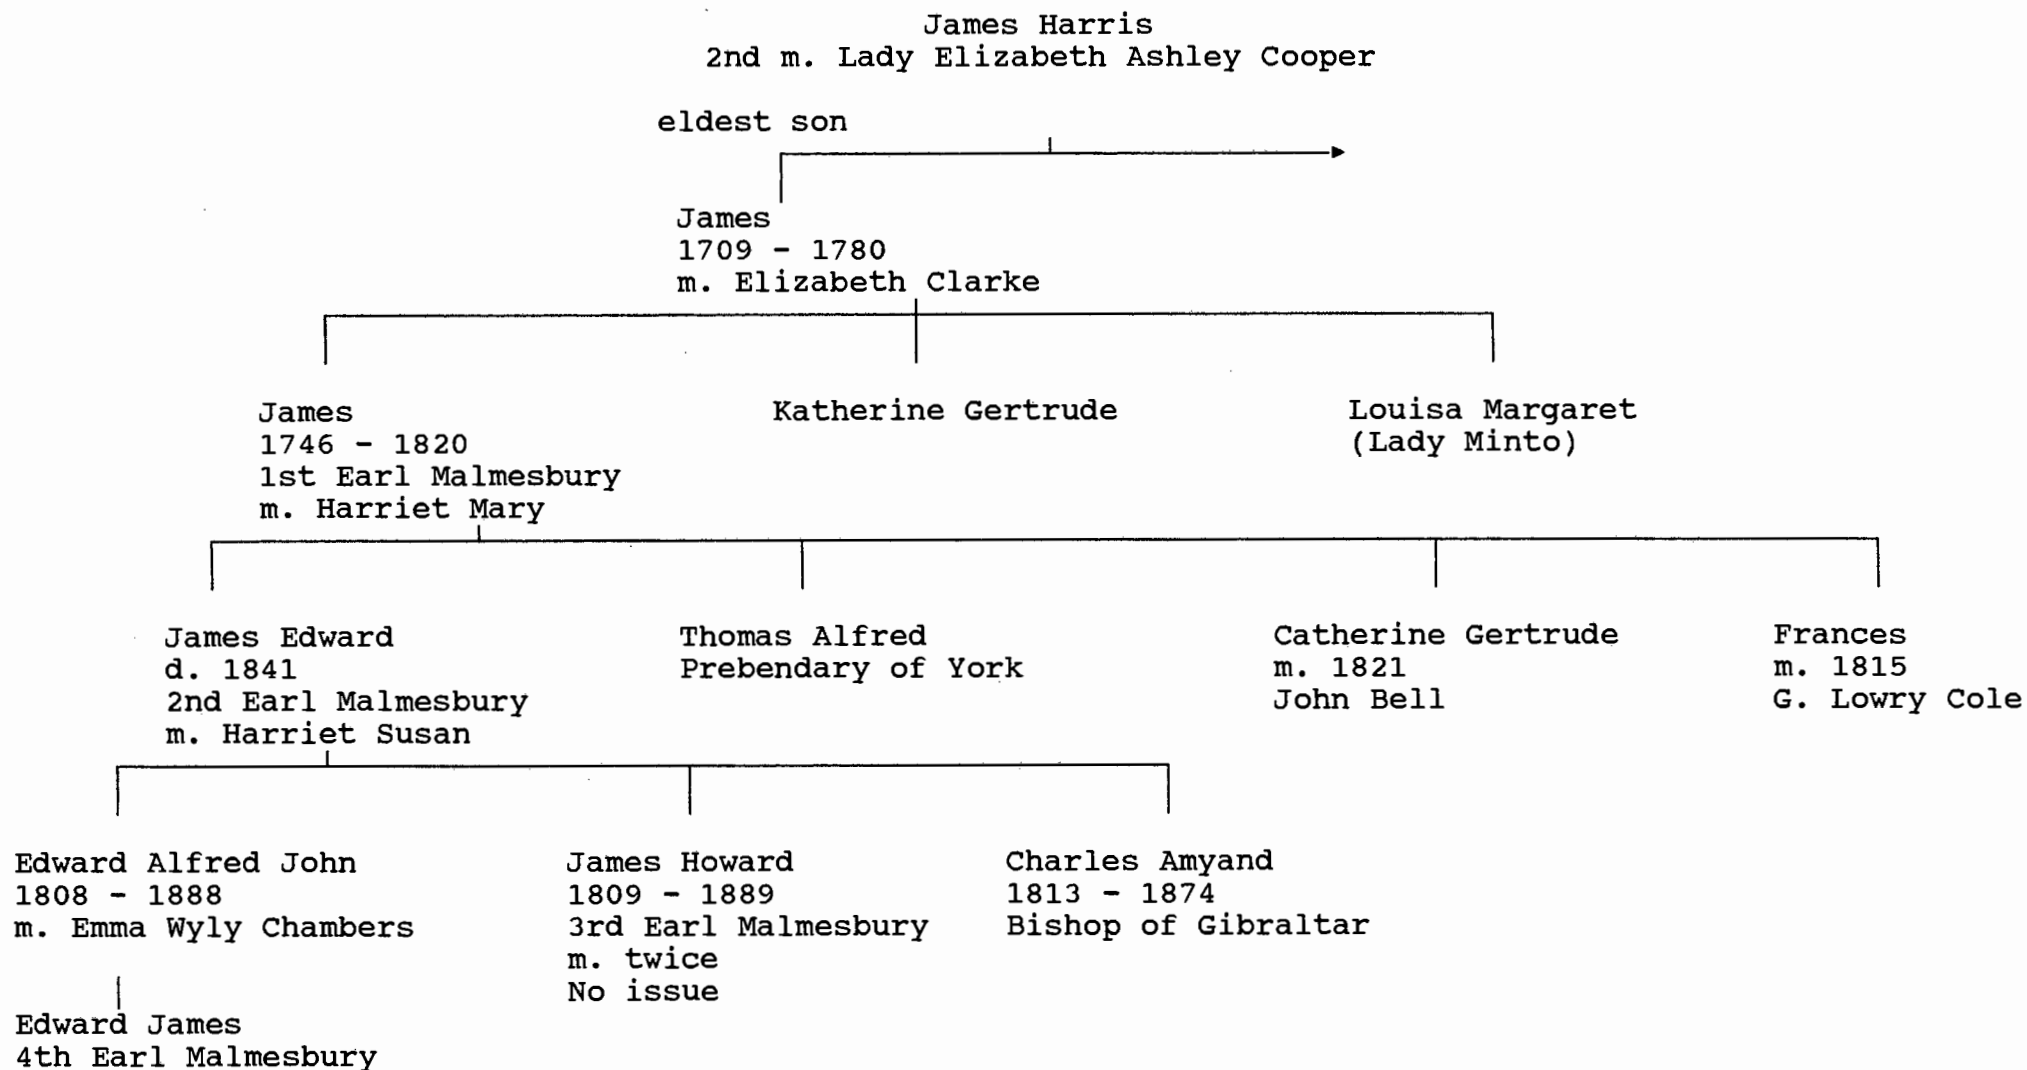 James Harris
2nd m. Lady Elizabeth Ashley Cooper
eldest son
James
1709 - 1780
m. Elizabeth Clarke
James
1746 - 1820
1st Earl Malmesbury
m. Harriet Mary
Katherine Gertrude
Louisa Margaret
(Lady Minto)
James Edward
d. 1841
2nd Earl Malmesbury
m. Harriet Susan
Thomas Alfred
Prebendary of York
Catherine Gertrude
m. 1821
John Bell
Frances
m. 1815
G. Lowry Cole
Edward Alfred John
1808 - 1888
m. Emma Wyly Chambers
James Howard
1809 - 1889
3rd Earl Malmesbury
m. twice
No issue
Charles Amyand
1813 - 1874
Bishop of Gibraltar
Edward James
4th Earl Malmesbury